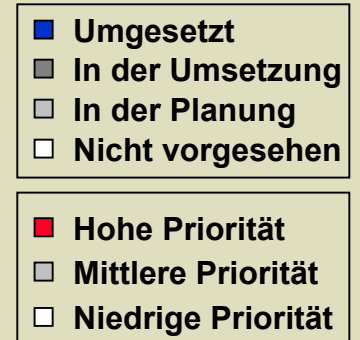 Umgesetzt
In der Umsetzung
In der Planung
Nicht vorgesehen
Hohe Priorität
Mittlere Priorität
Niedrige Priorität